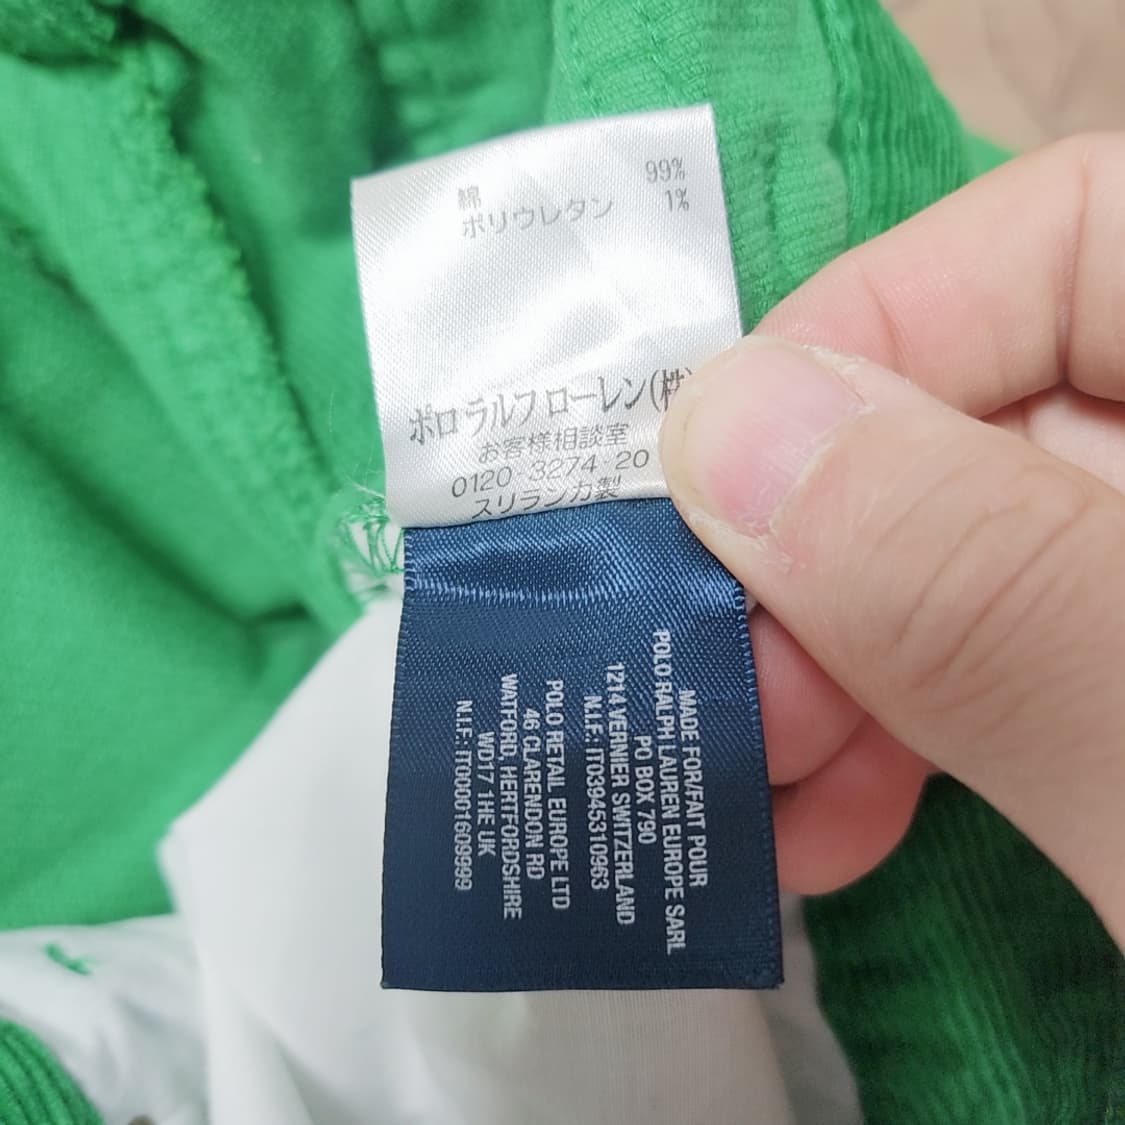 綿 99%
ポリウレタン 1%
ポロ ラルフ ローレン(株)
お客様相談室
0120-3274-20
スリランカ製
MADE FOR/FAIT POUR
POLO RALPH LAUREN EUROPE SARL
PO BOX 790
1214 VERNIER SWITZERLAND
N.I.F.: IT03945310963
POLO RETAIL EUROPE LTD
46 CLARENDON RD
WATFORD, HERTFORDSHIRE
WD17 1HE UK
N.I.F.: IT00001609999